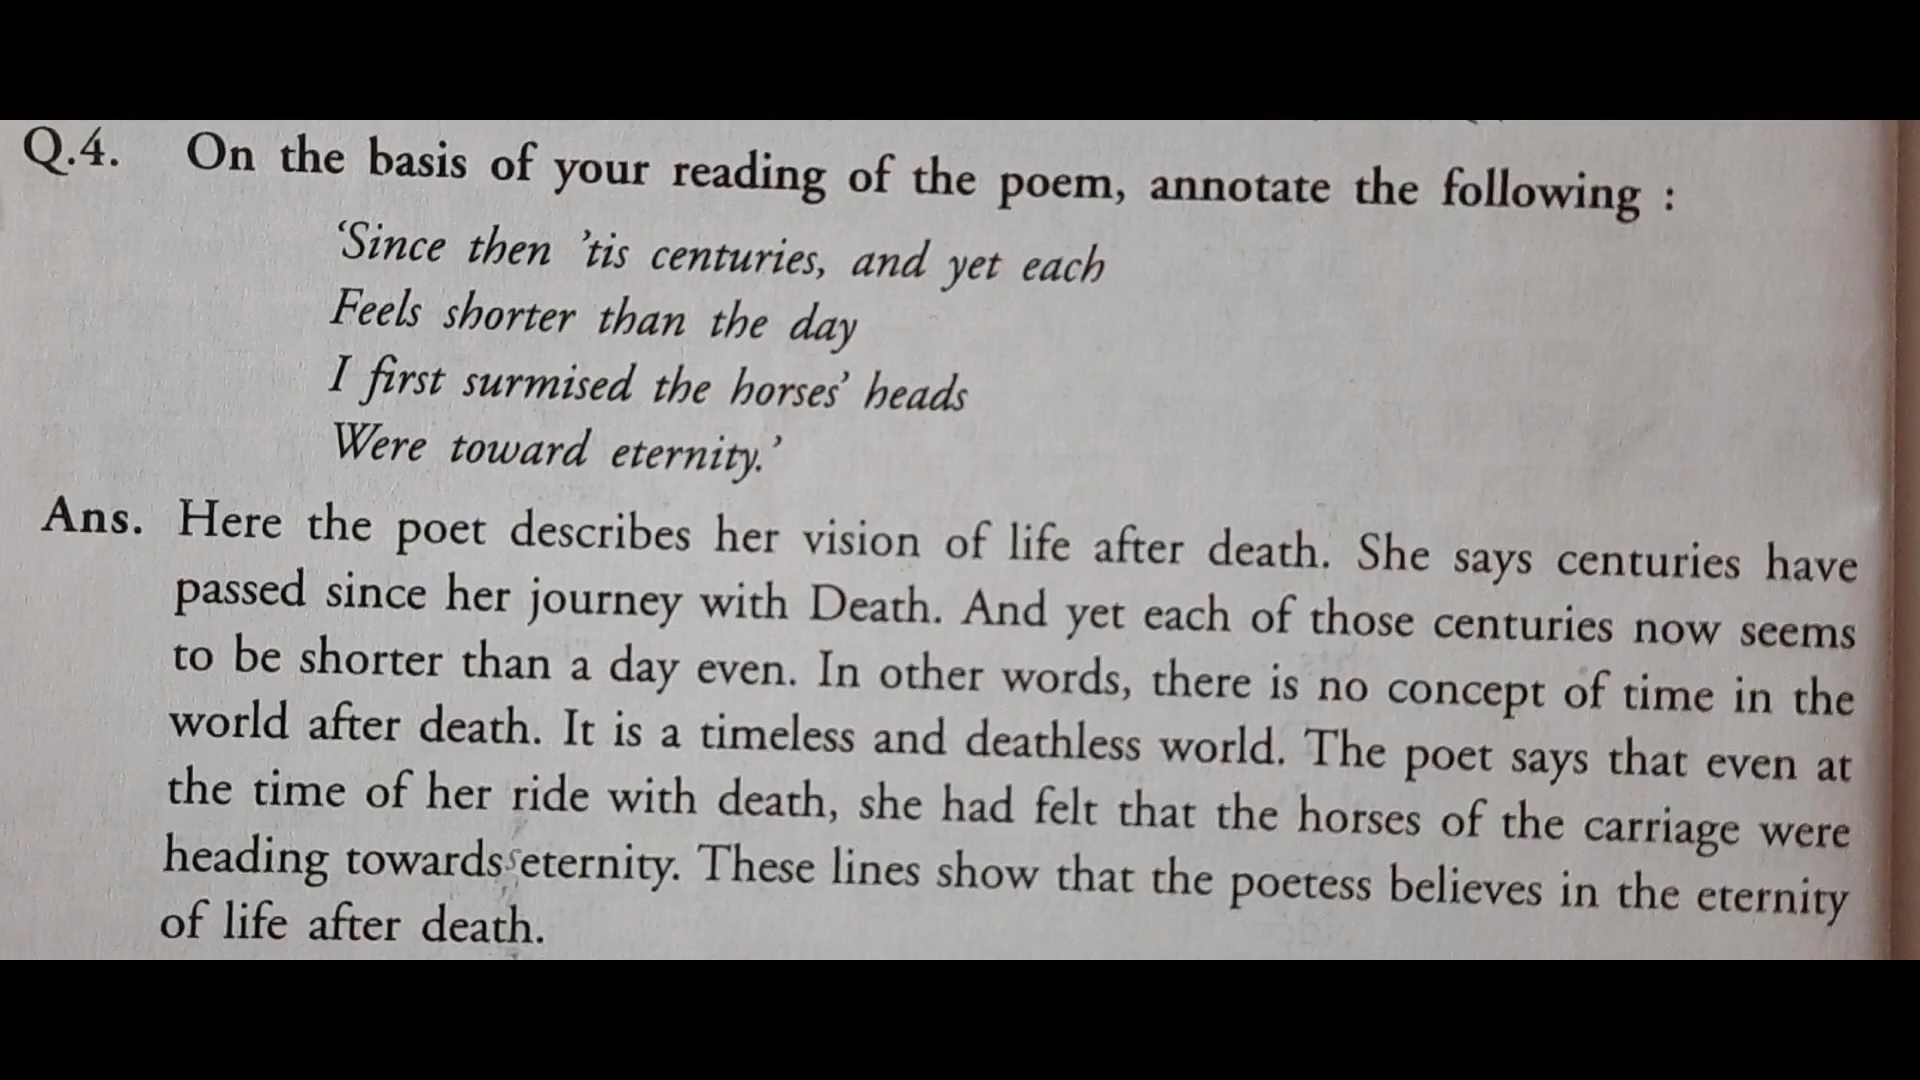 Q.4. On the basis of your reading of the poem, annotate the following :
‘Since then ’tis centuries, and yet each
Feels shorter than the day
I first surmised the horses’ heads
Were toward eternity.’
Ans. Here the poet describes her vision of life after death. She says centuries have
passed since her journey with Death. And yet each of those centuries now seems
to be shorter than a day even. In other words, there is no concept of time in the
world after death. It is a timeless and deathless world. The poet says that even at
the time of her ride with death, she had felt that the horses of the carriage were
heading towards eternity. These lines show that the poetess believes in the eternity
of life after death.